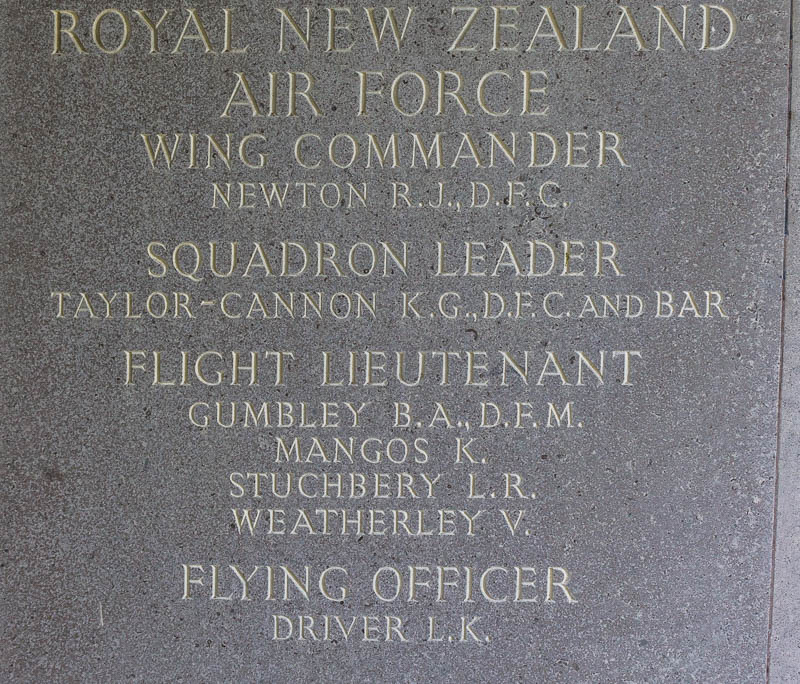 ROYAL NEW ZEALAND
AIR FORCE
WING COMMANDER
NEWTON R.J., D.F.C.
SQUADRON LEADER
TAYLOR-CANNON K.G., D.F.C. AND BAR
FLIGHT LIEUTENANT
GUMBLEY B.A., D.F.M.
MANGOS K.
STUCHBERY L.R.
WEATHERLEY V.
FLYING OFFICER
DRIVER L.K.